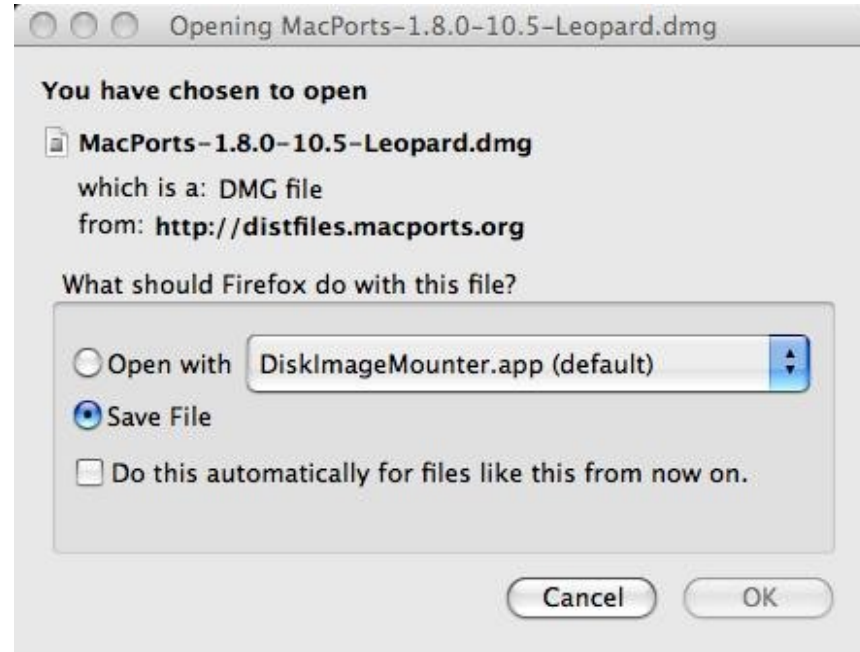 Opening MacPorts-1.8.0-10.5-Leopard.dmg
You have chosen to open
MacPorts-1.8.0-10.5-Leopard.dmg
which is a: DMG file
from: http://distfiles.macports.org
What should Firefox do with this file?
Open with DiskImageMounter.app (default)
Save File
Do this automatically for files like this from now on.
Cancel OK